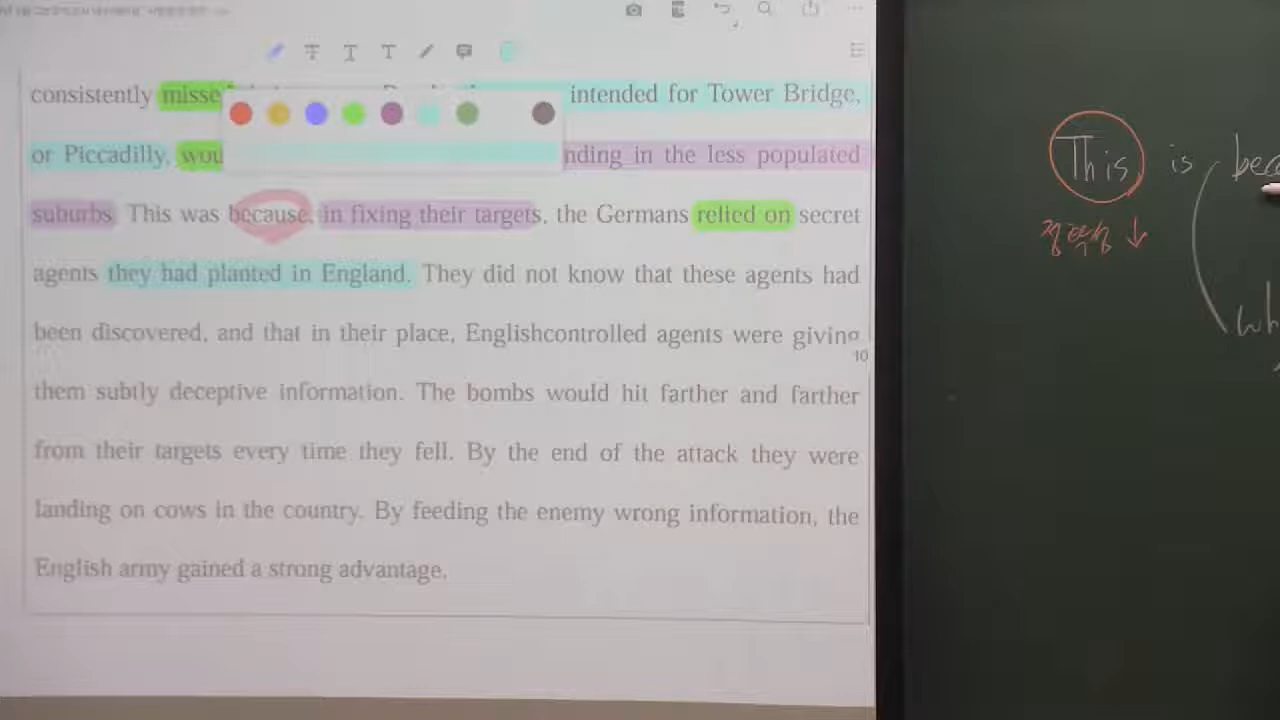 consistently misse intended for Tower Bridge,
or Piccadilly, wou nding in the less populated
suburbs. This was because, in fixing their targets, the Germans relied on secret
agents they had planted in England. They did not know that these agents had
been discovered, and that in their place, Englishcontrolled agents were giving
10
them subtly deceptive information. The bombs would hit farther and farther
from their targets every time they fell. By the end of the attack they were
landing on cows in the country. By feeding the enemy wrong information, the
English army gained a strong advantage.
This is bec
정확성 ↓
wh